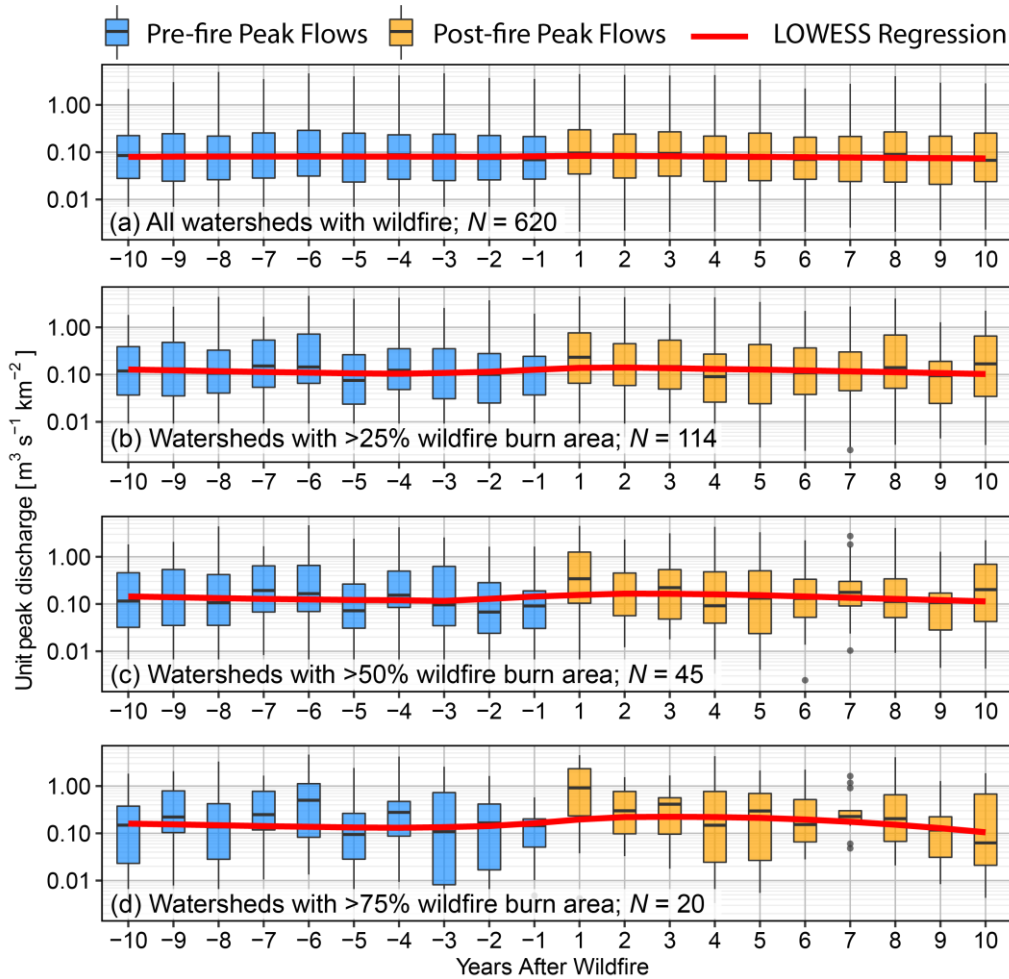 Pre-fire Peak Flows Post-fire Peak Flows LOWESS Regression
Unit peak discharge [m³ s⁻¹ km⁻²]
1.00
0.10
0.01
(a) All watersheds with wildfire; N = 620
−10 −9 −8 −7 −6 −5 −4 −3 −2 −1 1 2 3 4 5 6 7 8 9 10
1.00
0.10
0.01
(b) Watersheds with >25% wildfire burn area; N = 114
−10 −9 −8 −7 −6 −5 −4 −3 −2 −1 1 2 3 4 5 6 7 8 9 10
1.00
0.10
0.01
(c) Watersheds with >50% wildfire burn area; N = 45
−10 −9 −8 −7 −6 −5 −4 −3 −2 −1 1 2 3 4 5 6 7 8 9 10
1.00
0.10
0.01
(d) Watersheds with >75% wildfire burn area; N = 20
−10 −9 −8 −7 −6 −5 −4 −3 −2 −1 1 2 3 4 5 6 7 8 9 10
Years After Wildfire